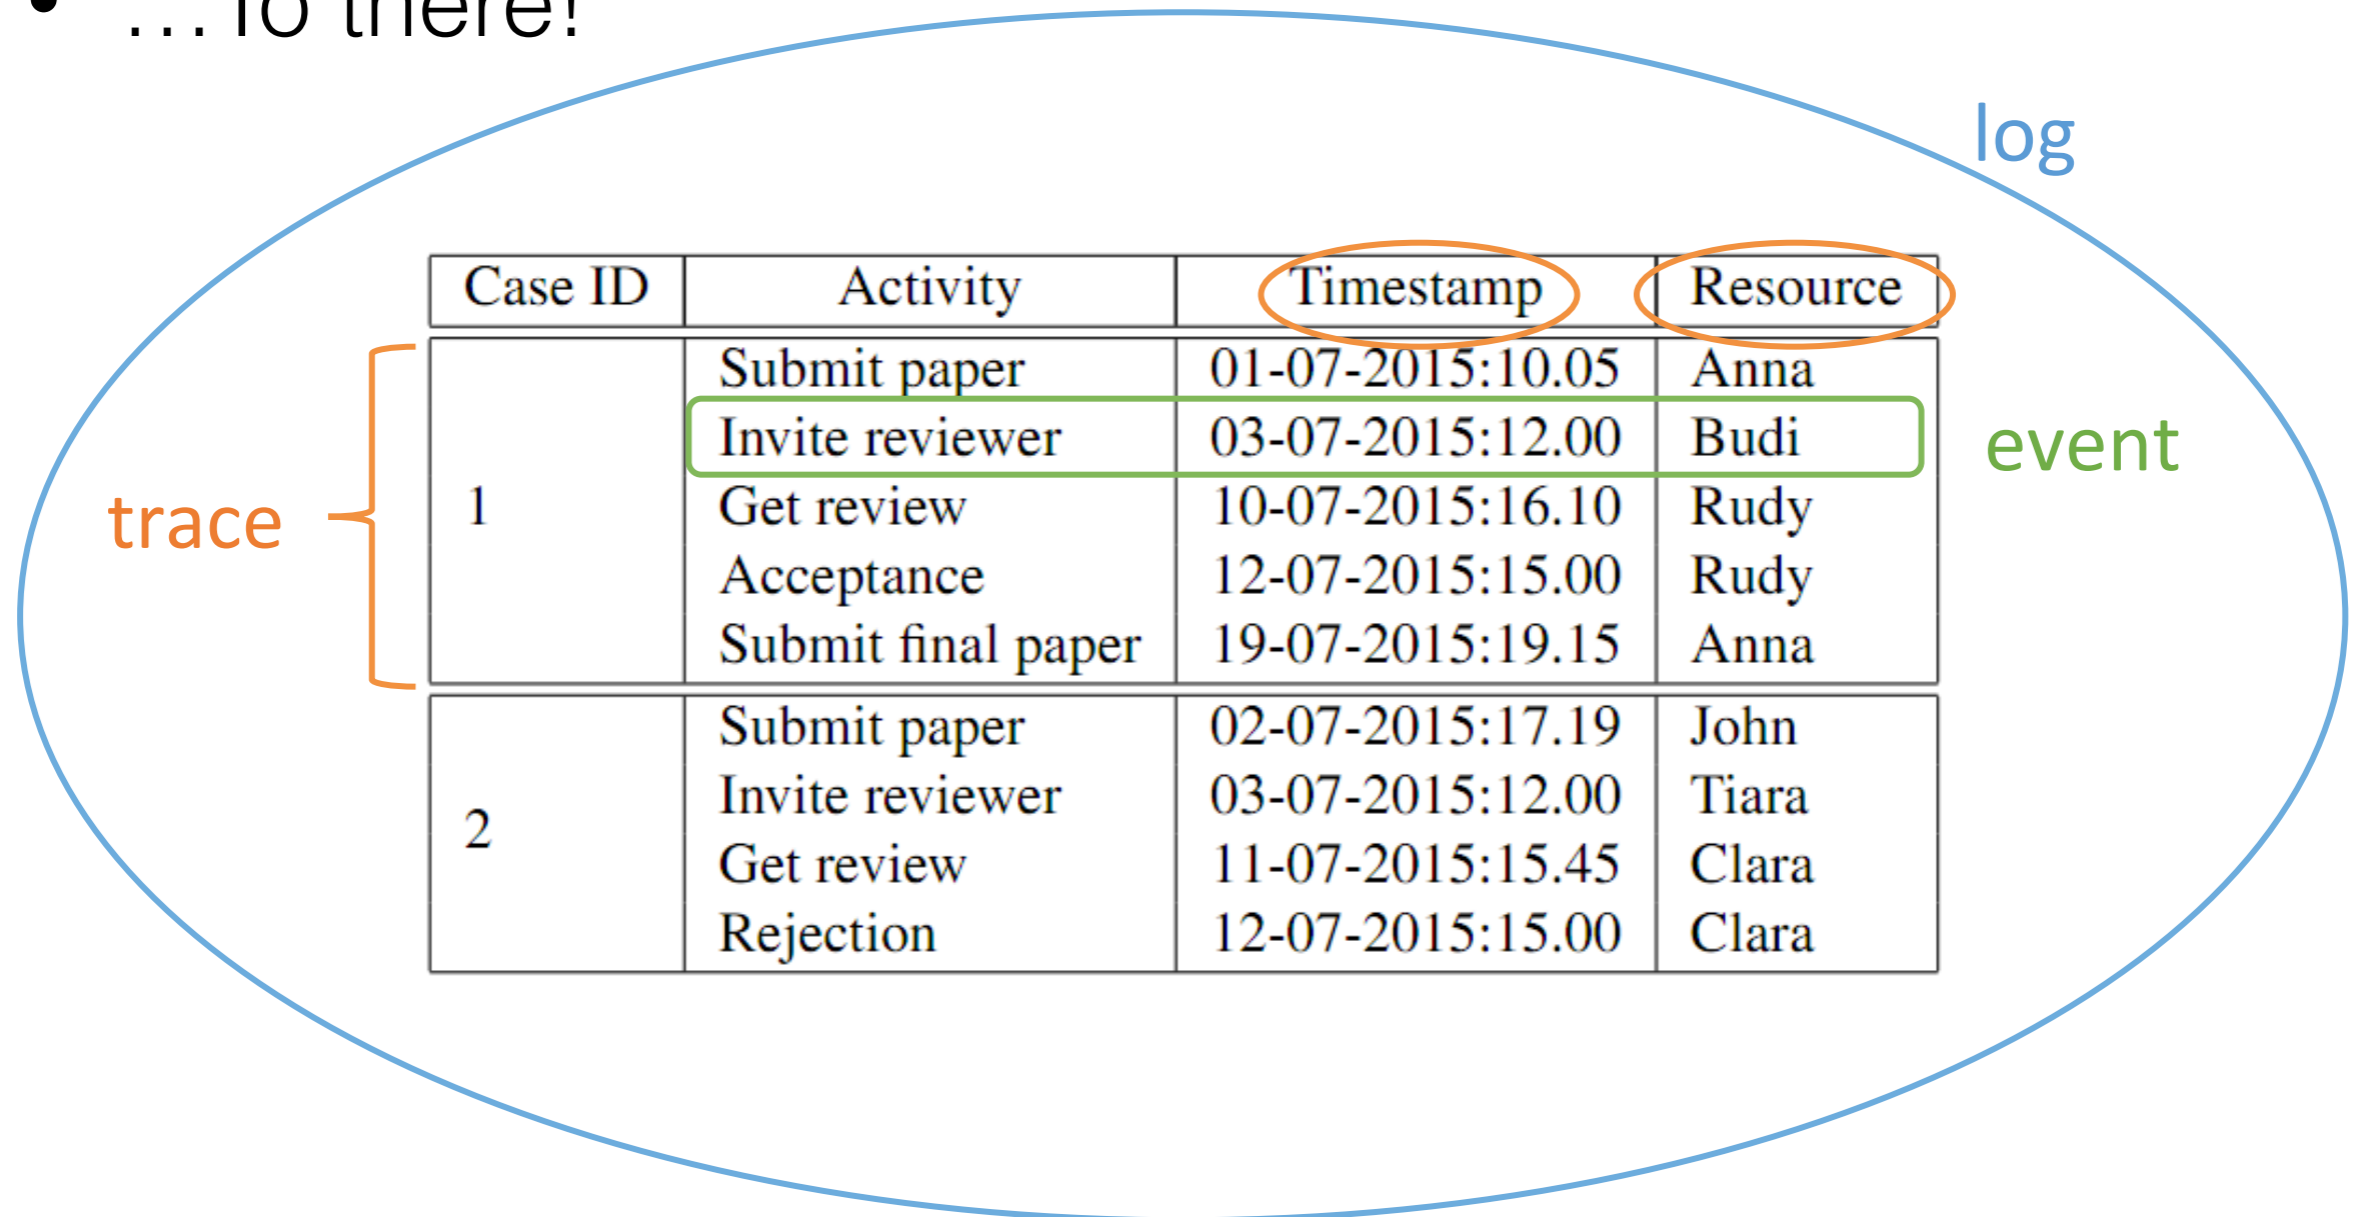 • …To there!
log
Case ID Activity Timestamp Resource
Submit paper 01-07-2015:10.05 Anna
Invite reviewer 03-07-2015:12.00 Budi event
trace 1 Get review 10-07-2015:16.10 Rudy
Acceptance 12-07-2015:15.00 Rudy
Submit final paper 19-07-2015:19.15 Anna
Submit paper 02-07-2015:17.19 John
Invite reviewer 03-07-2015:12.00 Tiara
2 Get review 11-07-2015:15.45 Clara
Rejection 12-07-2015:15.00 Clara